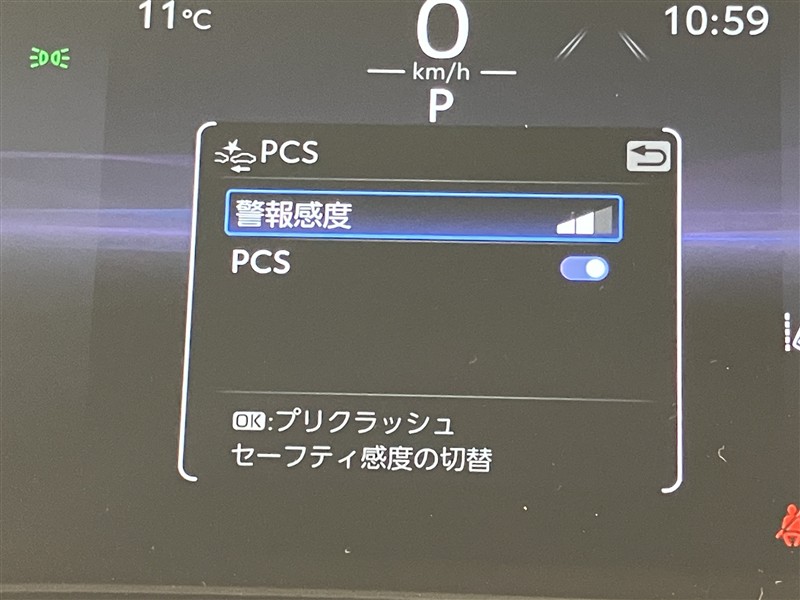 11℃
10:59
0
km/h
P
PCS
警報感度
PCS
OK:プリクラッシュ
セーフティ感度の切替